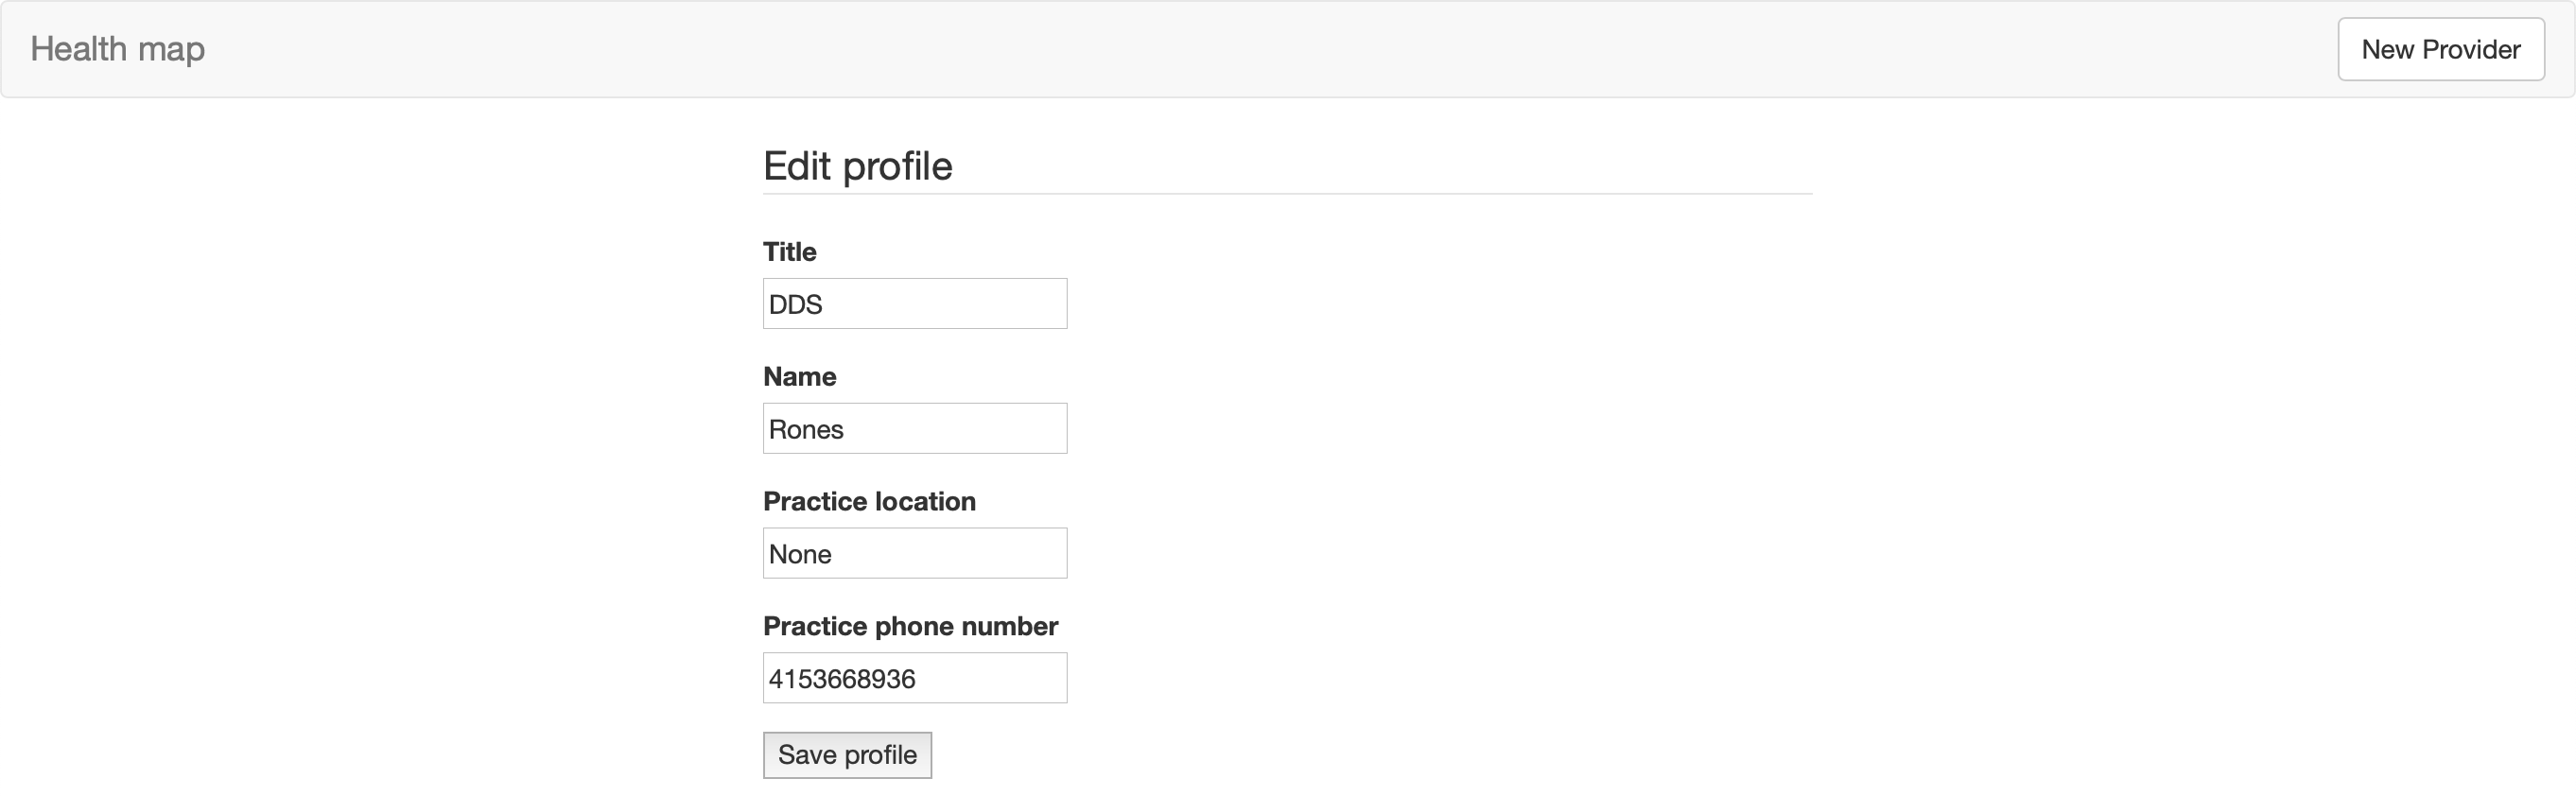 Health map
New Provider
Edit profile
Title
DDS
Name
Rones
Practice location
None
Practice phone number
4153668936
Save profile